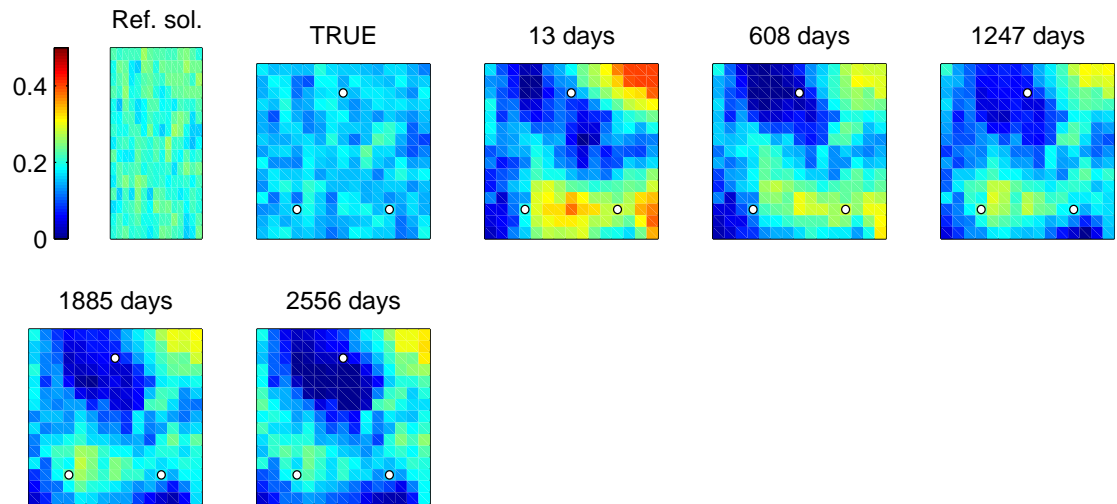 Ref. sol.
TRUE
13 days
608 days
1247 days
0.4
0.2
0
1885 days
2556 days